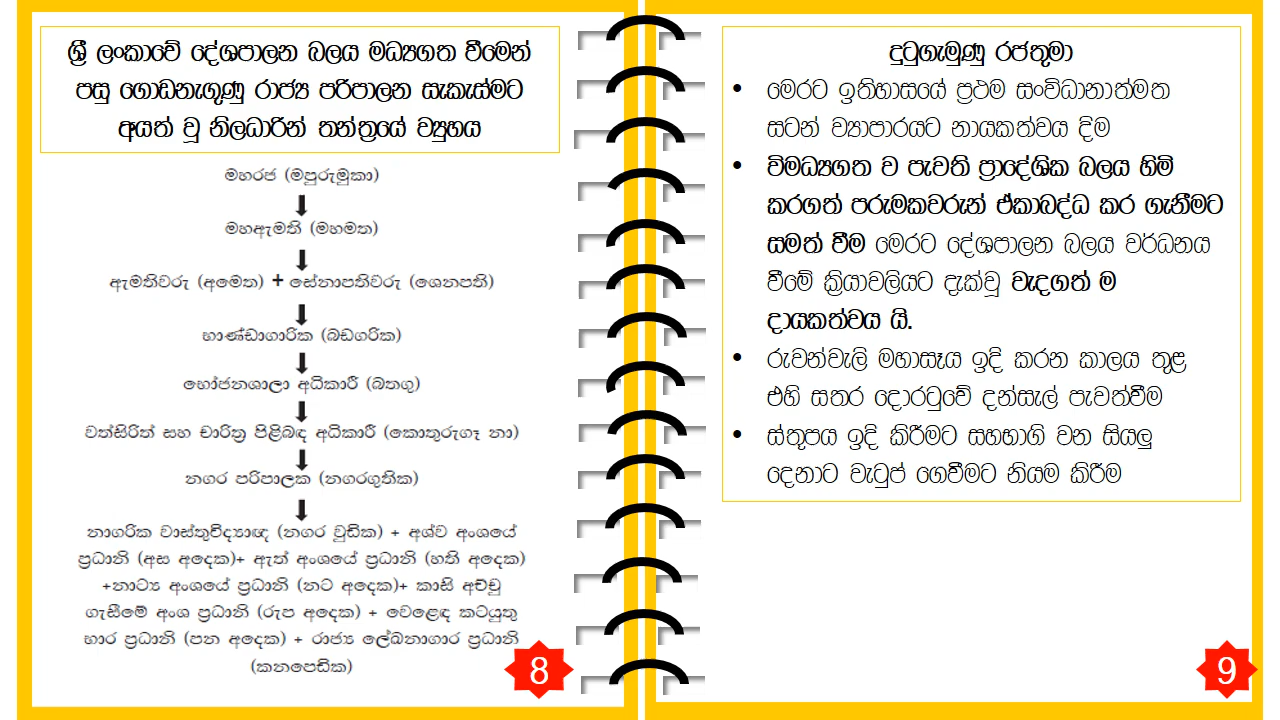 ශ්‍රී ලංකාවේ දේශපාලන බලය මධ්‍යගත වීමෙන්
පසු ගොඩනැගුණු රාජ්‍ය පරිපාලන සැකැස්මට
අයත් වූ නිලධාරින් තන්ත්‍රයේ ව්‍යුහය
මහරජ (මපුරුමුකා)
මහඇමති (මහමත)
ඇමතිවරු (අමෙත) + සේනාපතිවරු (ශෙනපති)
භාණ්ඩාගාරික (බඩගරික)
භෝජනශාලා අධිකාරී (බතගු)
වත්සිරිත් සහ චාරිත්‍ර පිළිබඳ අධිකාරී (කොතුරුගෑ නා)
නගර පරිපාලක (නගරගුතික)
නාගරික වාස්තුවිද්‍යාඥ (නගර වුඩික) + අශ්ව අංශයේ
ප්‍රධානි (අස අදෙක)+ ඇත් අංශයේ ප්‍රධානි (හති අදෙක)
+නාට්‍ය අංශයේ ප්‍රධානි (නට අදෙක)+ කාසි අච්චු
ගැසීමේ අංශ ප්‍රධානි (රූප අදෙක) + වෙළෙඳ කටයුතු
භාර ප්‍රධානි (පන අදෙක) + රාජ්‍ය ලේඛනාගාර ප්‍රධානි
(කනපෙඩික)
8
දුටුගැමුණු රජතුමා
• මෙරට ඉතිහාසයේ ප්‍රථම සංවිධානාත්මත
සටන් ව්‍යාපාරයට නායකත්වය දිම
• විමධ්‍යගත ව පැවති ප්‍රාදේශික බලය හිමි
කරගත් පරුමකවරුන් ඒකාබද්ධ කර ගැනීමට
සමත් වීම මෙරට දේශපාලන බලය වර්ධනය
වීමේ ක්‍රියාවලියට දැක්වූ වැදගත් ම
දායකත්වය යි.
• රුවන්වැලි මහාසෑය ඉදි කරන කාලය තුළ
එහි සතර දොරටුවේ දන්සැල් පැවත්වීම
• ස්තූපය ඉදි කිරීමට සහභාගි වන සියලු
දෙනාට වැටුප් ගෙවීමට නියම කිරීම
9